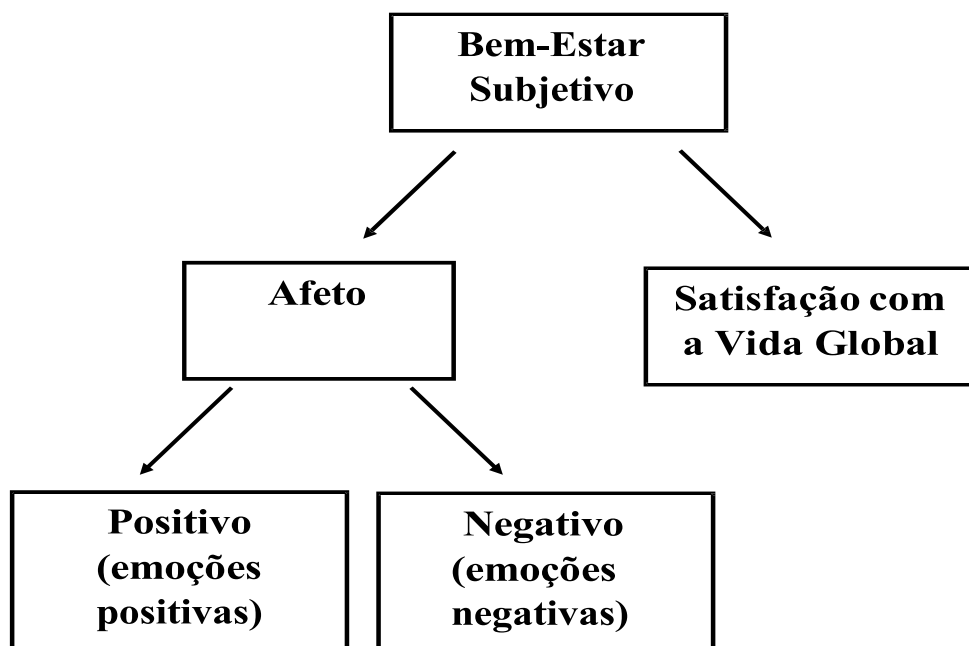 Bem-Estar
Subjetivo
Afeto
Satisfação com
a Vida Global
Positivo
(emoções
positivas)
Negativo
(emoções
negativas)